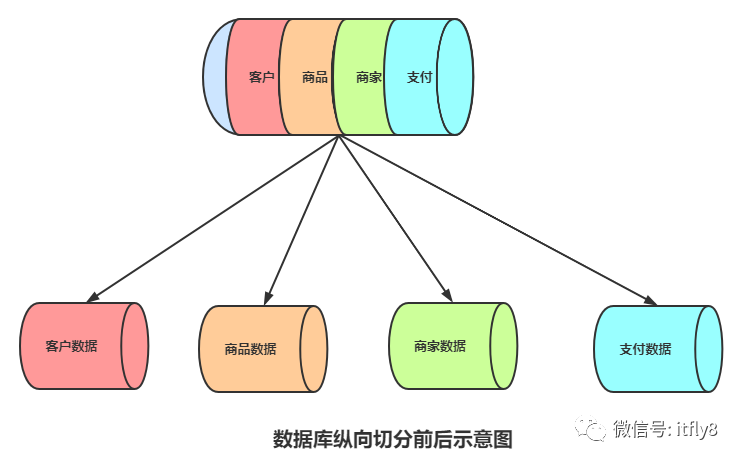 客户 商品 商家 支付
客户数据 商品数据 商家数据 支付数据
数据库纵向切分前后示意图
微信号: itfly8